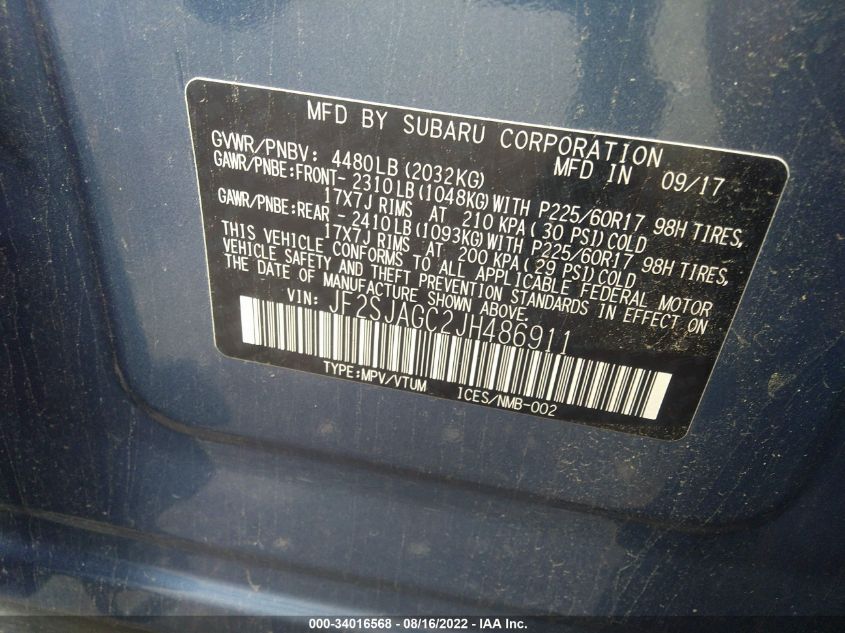 MFD BY SUBARU CORPORATION
GVWR/PNBV: 4480LB(2032KG) MFD IN 09/17
GAWR/PNBE:FRONT- 2310LB(1048KG)WITH P225/60R17 98H TIRES,
17X7J RIMS AT 210 KPA(30 PSI)COLD
GAWR/PNBE:REAR - 2410LB(1093KG)WITH P225/60R17 98H TIRES,
17X7J RIMS AT 200 KPA(29 PSI)COLD
THIS VEHICLE CONFORMS TO ALL APPLICABLE FEDERAL MOTOR
VEHICLE SAFETY AND THEFT PREVENTION STANDARDS IN EFFECT ON
THE DATE OF MANUFACTURE SHOWN ABOVE.
VIN: JF2SJAGC2JH486911
TYPE:MPV/VTUM ICES/NMB-002
000-34016568 - 08/16/2022 - IAA Inc.